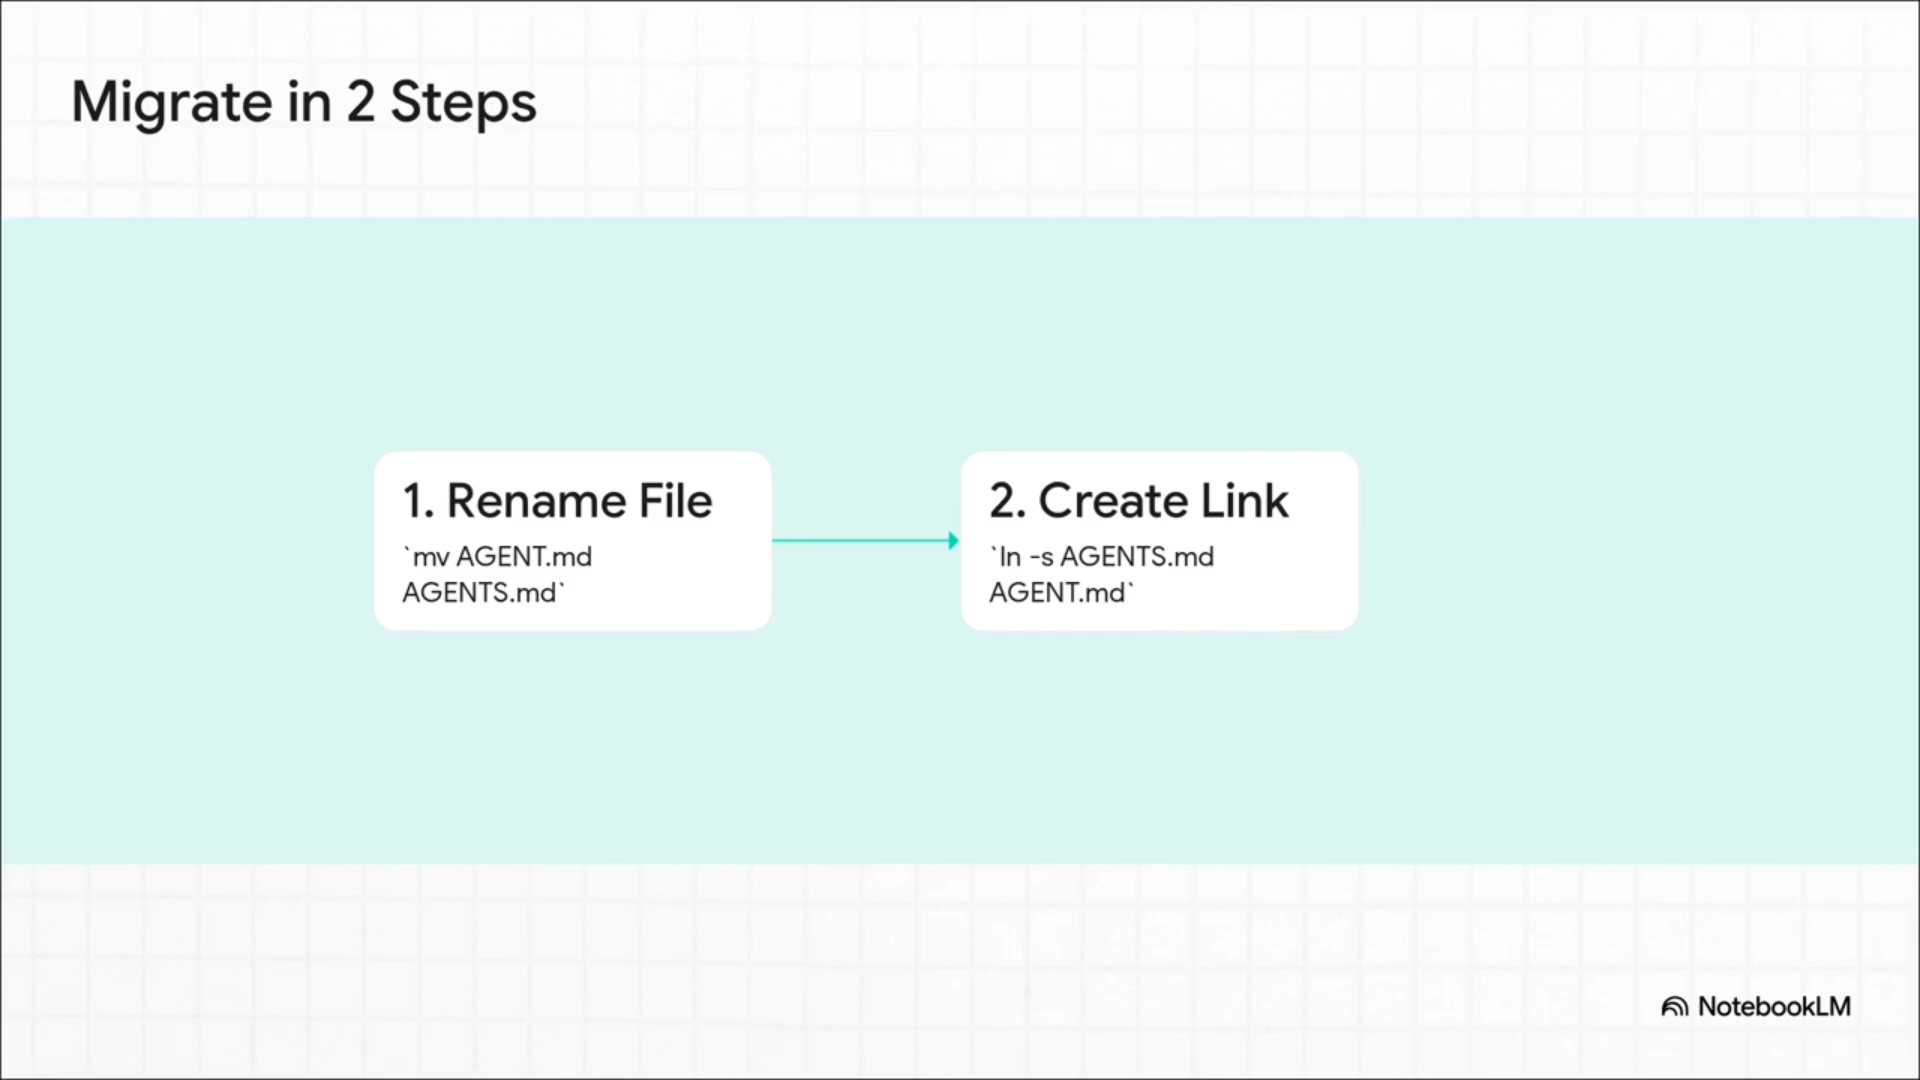 Migrate in 2 Steps
1. Rename File
`mv AGENT.md
AGENTS.md`
2. Create Link
`ln -s AGENTS.md
AGENT.md`
NotebookLM